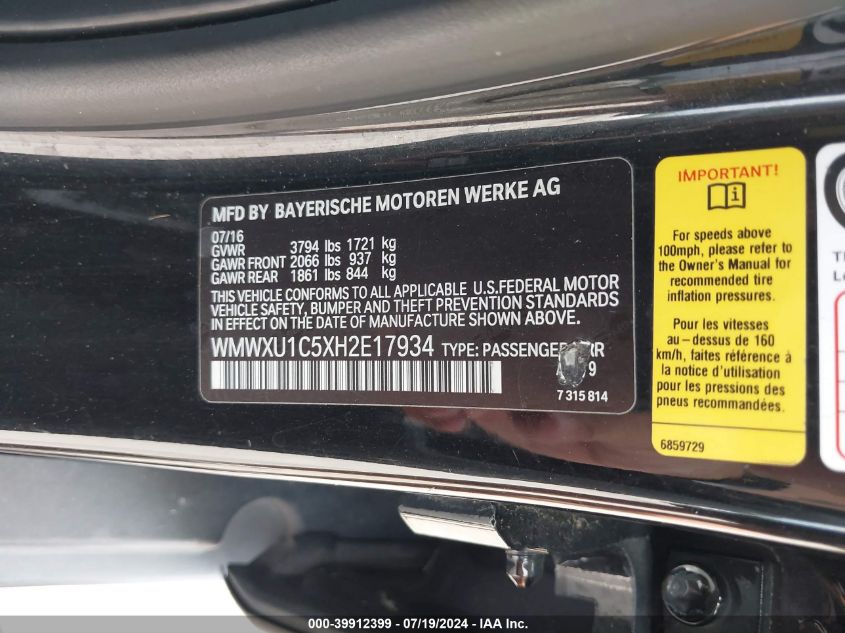 MFD BY BAYERISCHE MOTOREN WERKE AG
07/16
GVWR 3794 lbs 1721 kg
GAWR FRONT 2066 lbs 937 kg
GAWR REAR 1861 lbs 844 kg
THIS VEHICLE CONFORMS TO ALL APPLICABLE U.S.FEDERAL MOTOR
VEHICLE SAFETY, BUMPER AND THEFT PREVENTION STANDARDS
IN EFFECT ON THE DATE OF MANUFACTURE SHOWN ABOVE.
WMWXU1C5XH2E17934 TYPE: PASSENGER
7 315 814
IMPORTANT!
For speeds above
100mph, please refer to
the Owner's Manual for
recommended tire
inflation pressures.
Pour les vitesses
au-dessus de 160
km/h, faites référence à
la notice d'utilisation
pour les pressions des
pneus recommandées.
6859729
000-39912399 - 07/19/2024 - IAA Inc.